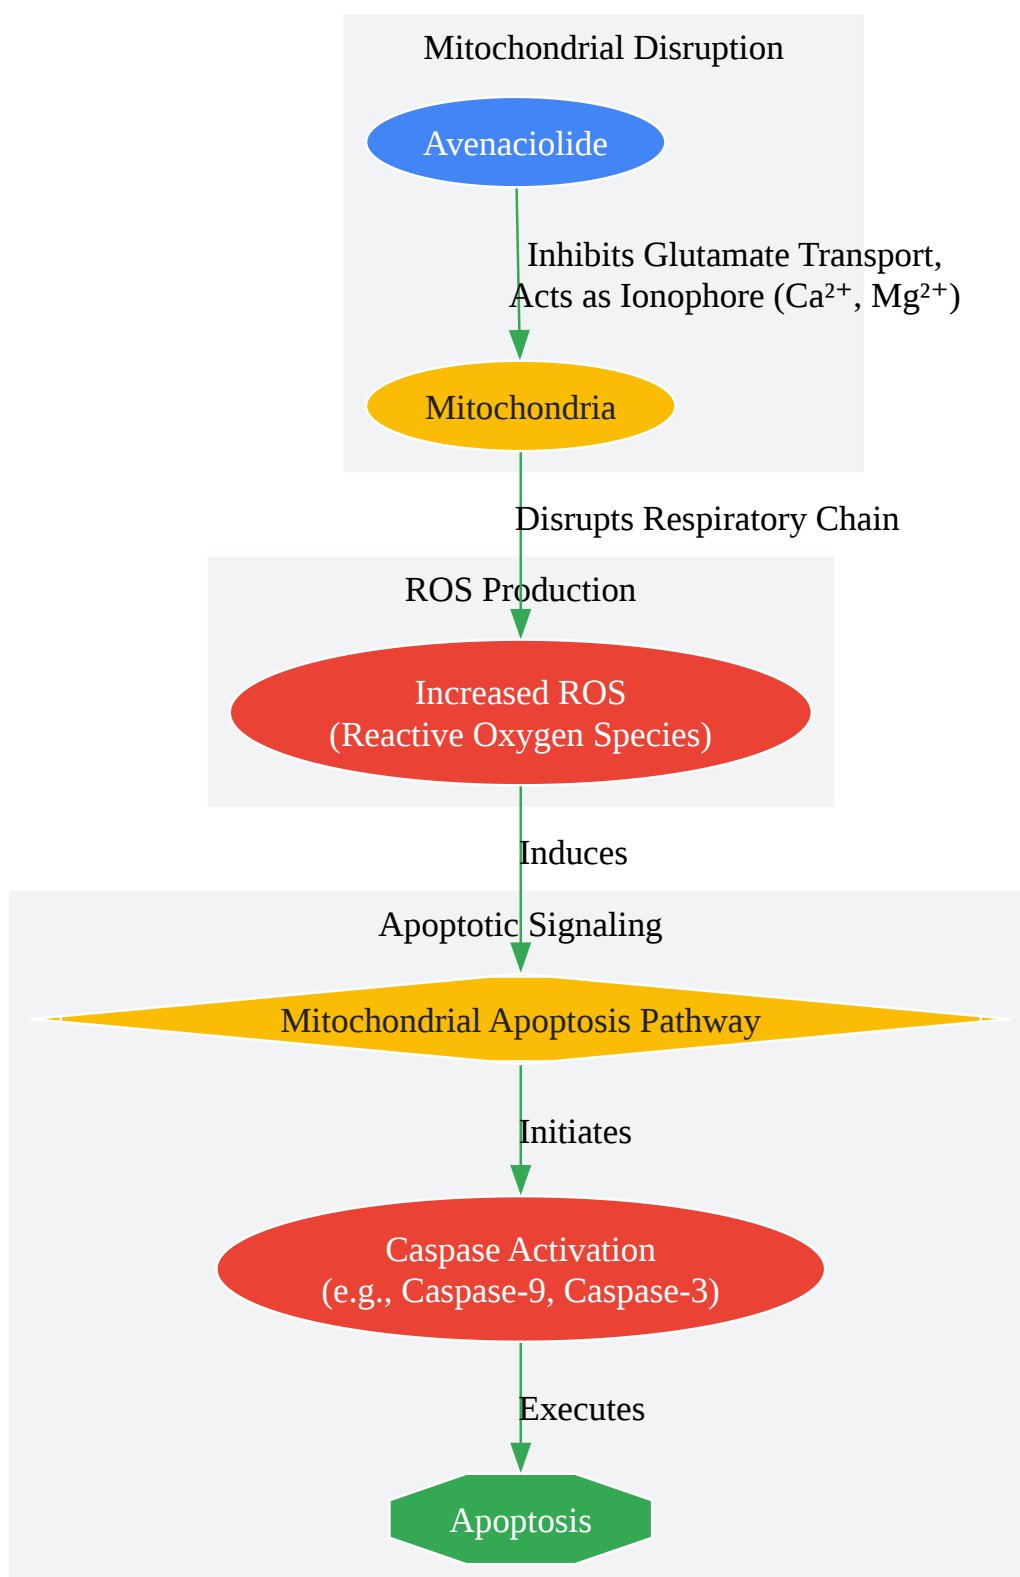 Mitochondrial Disruption
Avenaciolide
Inhibits Glutamate Transport,
Acts as Ionophore (Ca²⁺, Mg²⁺)
Mitochondria
Disrupts Respiratory Chain
ROS Production
Increased ROS
(Reactive Oxygen Species)
Induces
Apoptotic Signaling
Mitochondrial Apoptosis Pathway
Initiates
Caspase Activation
(e.g., Caspase-9, Caspase-3)
Executes
Apoptosis